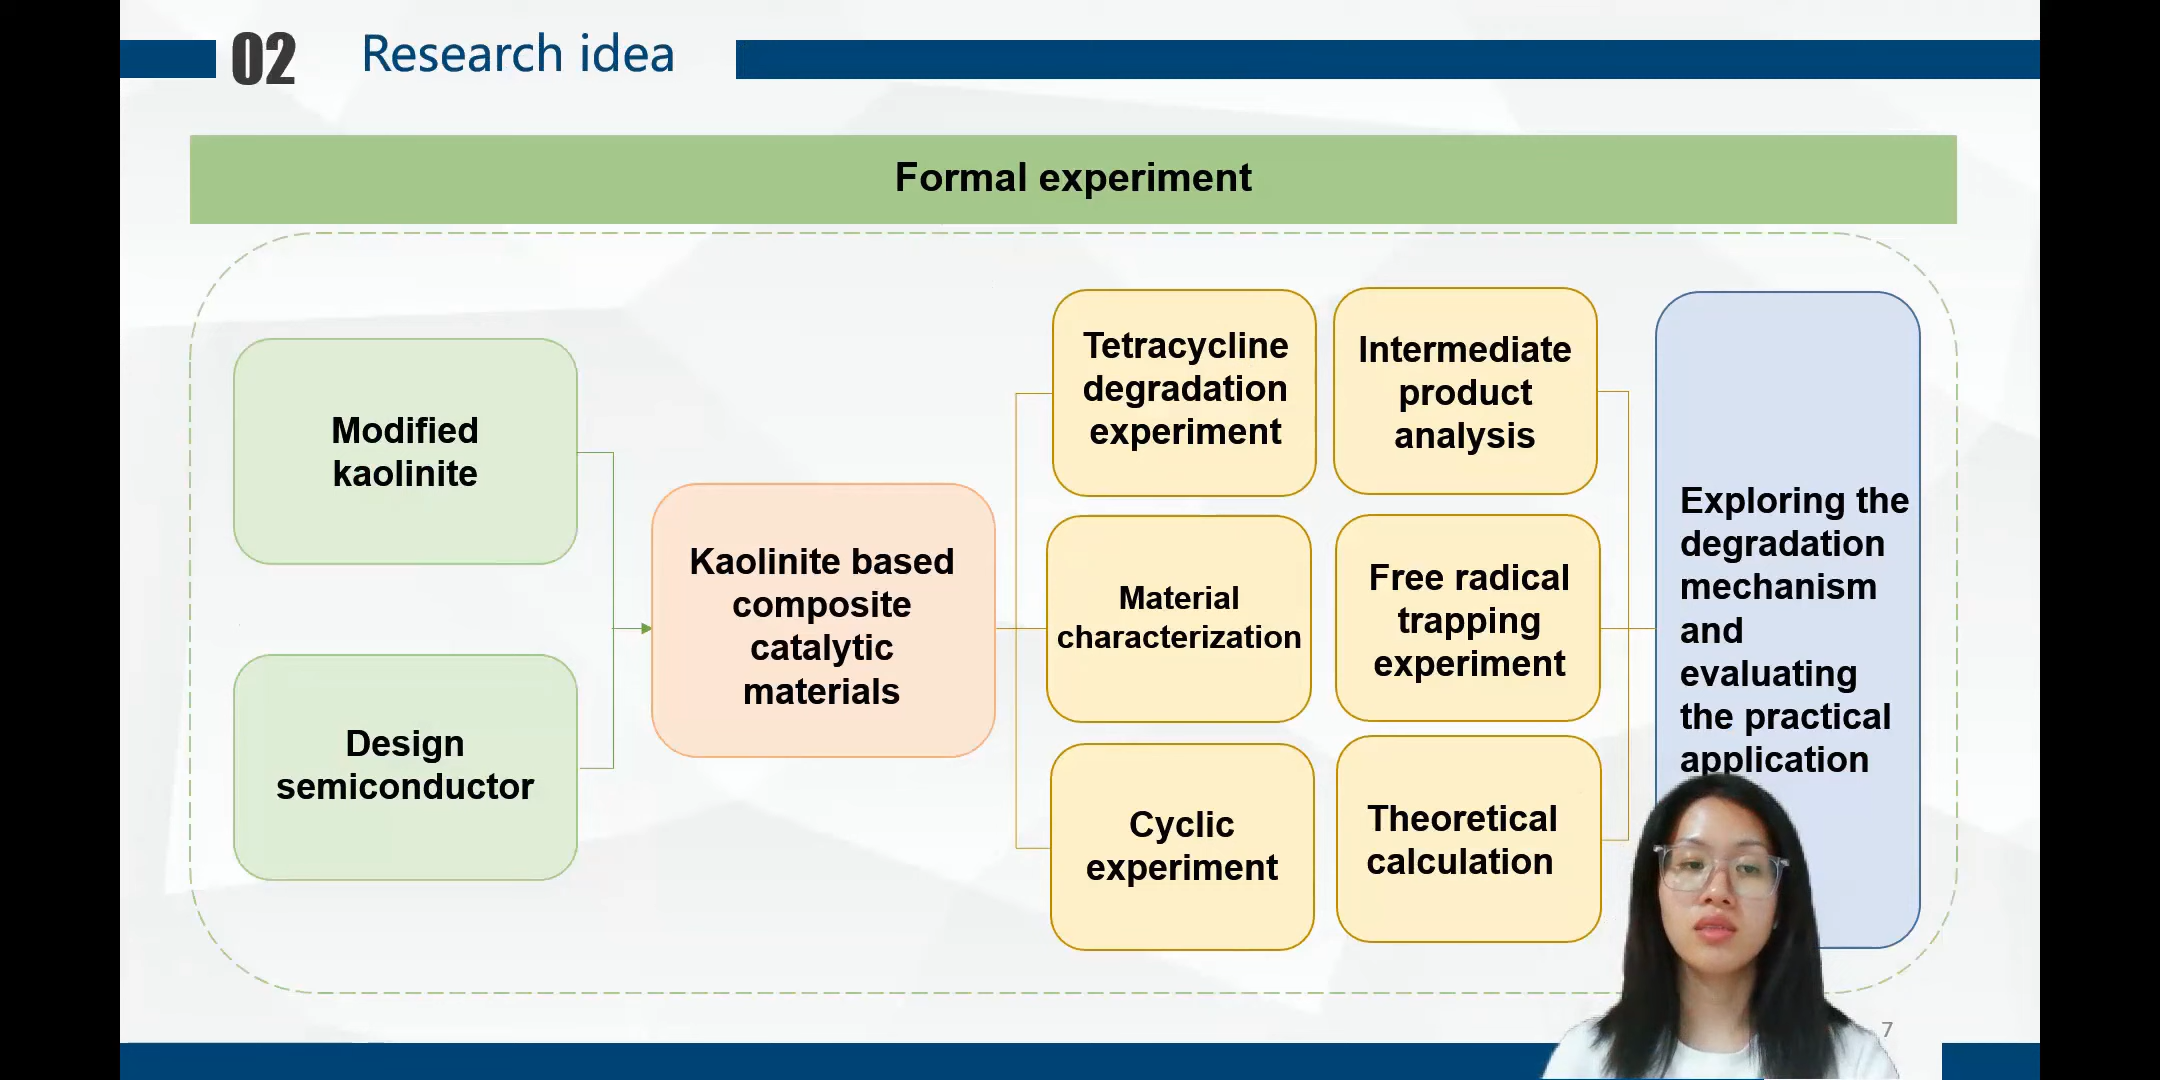 02 Research idea
Formal experiment
Modified
kaolinite
Design
semiconductor
Kaolinite based
composite
catalytic
materials
Tetracycline
degradation
experiment
Intermediate
product
analysis
Material
characterization
Free radical
trapping
experiment
Cyclic
experiment
Theoretical
calculation
Exploring the
degradation
mechanism
and
evaluating
the practical
application
7